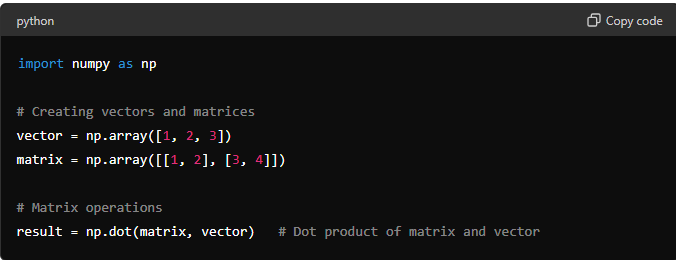 python
Copy code
import numpy as np
# Creating vectors and matrices
vector = np.array([1, 2, 3])
matrix = np.array([[1, 2], [3, 4]])
# Matrix operations
result = np.dot(matrix, vector)   # Dot product of matrix and vector